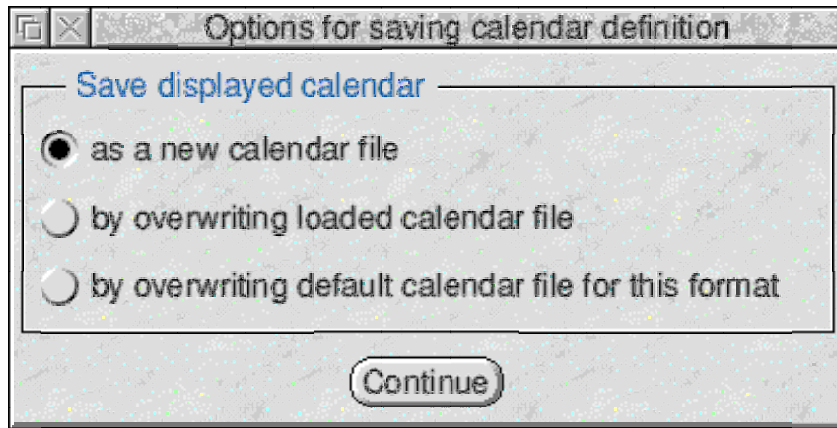 Options for saving calendar definition
Save displayed calendar
as a new calendar file
by overwriting loaded calendar file
by overwriting default calendar file for this format
Continue